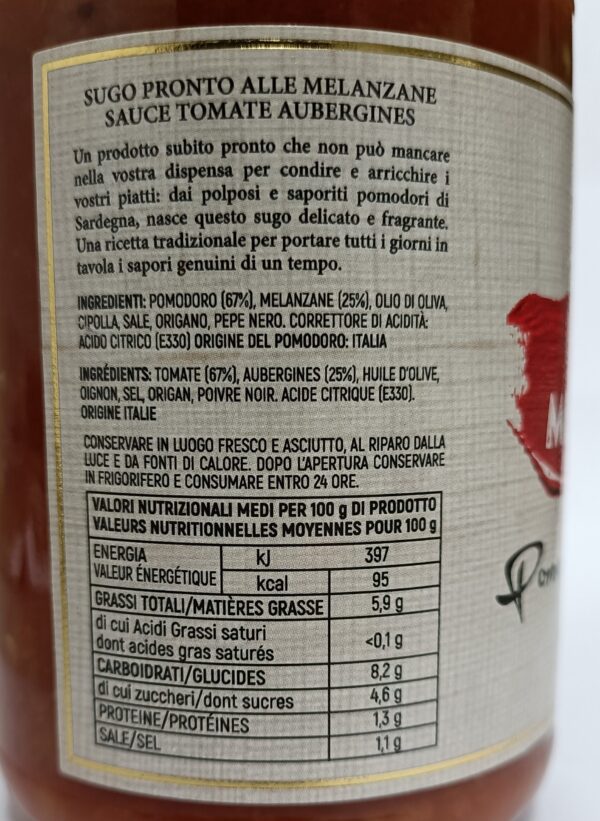 SUGO PRONTO ALLE MELANZANE
SAUCE TOMATE AUBERGINES
Un prodotto subito pronto che non può mancare
nella vostra dispensa per condire e arricchire i
vostri piatti: dai polposi e saporiti pomodori di
Sardegna, nasce questo sugo delicato e fragrante.
Una ricetta tradizionale per portare tutti i giorni in
tavola i sapori genuini di un tempo.
INGREDIENTI: POMODORO (67%), MELANZANE (25%), OLIO DI OLIVA,
CIPOLLA, SALE, ORIGANO, PEPE NERO. CORRETTORE DI ACIDITÀ:
ACIDO CITRICO (E330) ORIGINE DEL POMODORO: ITALIA
INGRÉDIENTS: TOMATE (67%), AUBERGINES (25%), HUILE D'OLIVE,
OIGNON, SEL, ORIGAN, POIVRE NOIR. ACIDE CITRIQUE (E330).
ORIGINE ITALIE
CONSERVARE IN LUOGO FRESCO E ASCIUTTO, AL RIPARO DALLA
LUCE E DA FONTI DI CALORE. DOPO L'APERTURA CONSERVARE
IN FRIGORIFERO E CONSUMARE ENTRO 24 ORE.
VALORI NUTRIZIONALI MEDI PER 100 g DI PRODOTTO
VALEURS NUTRITIONNELLES MOYENNES POUR 100 g
ENERGIA kJ 397
VALEUR ÉNERGÉTIQUE kcal 95
GRASSI TOTALI/MATIÈRES GRASSE 5,9 g
di cui Acidi Grassi saturi
dont acides gras saturés <0,1 g
CARBOIDRATI/GLUCIDES 8,2 g
di cui zuccheri/dont sucres 4,6 g
PROTEINE/PROTÉINES 1,3 g
SALE/SEL 1,1 g